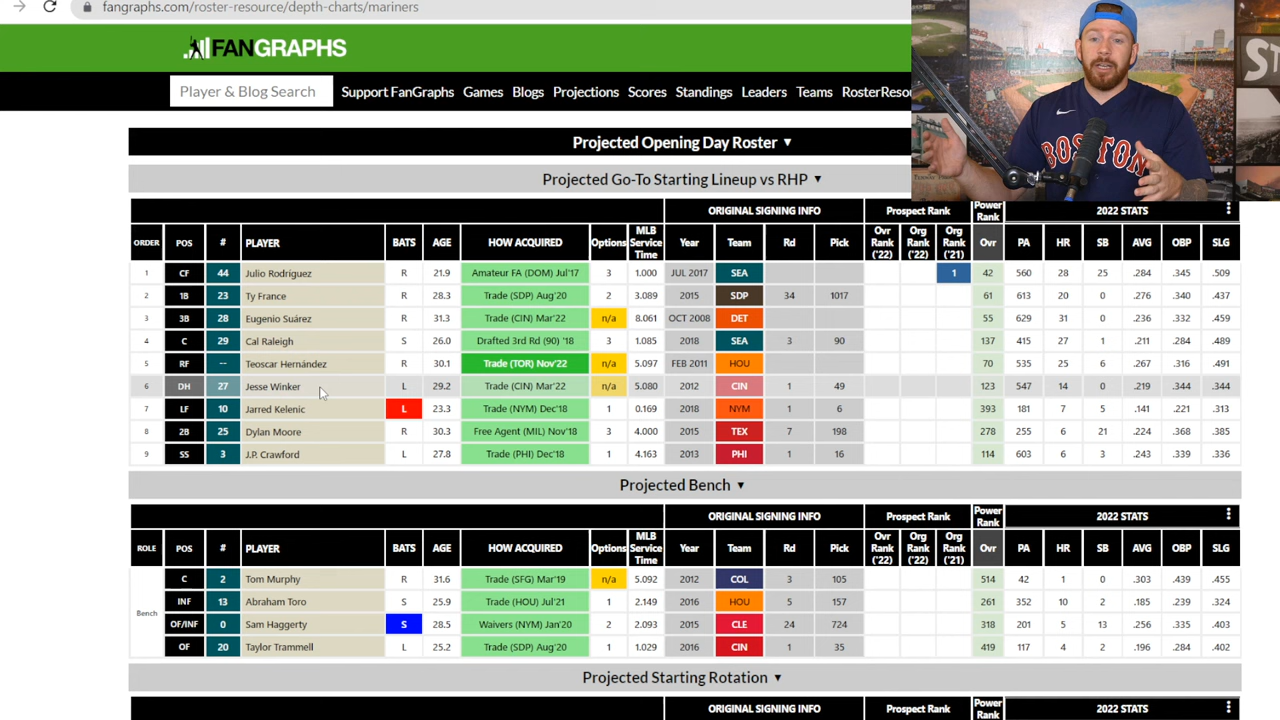 fangraphs.com/roster-resource/depth-charts/mariners
FANGRAPHS
Player & Blog Search Support FanGraphs Games Blogs Projections Scores Standings Leaders Teams
BOSTON
Projected Opening Day Roster ▼
Projected Go-To Starting Lineup vs RHP ▼
ORIGINAL SIGNING INFO Prospect Rank Power Rank 2022 STATS
ORDER POS # PLAYER BATS AGE HOW ACQUIRED Options MLB Service Time Year Team Rd Pick Ovr Rank ('22) Org Rank ('22) Org Rank ('21) Ovr PA HR SB AVG OBP SLG
1 CF 44 Julio Rodríguez R 21.9 Amateur FA (DOM) Jul'17 3 1.000 JUL 2017 SEA 1 42 560 28 25 .284 .345 .509
2 1B 23 Ty France R 28.3 Trade (SDP) Aug'20 2 3.089 2015 SDP 34 1017 61 613 20 0 .276 .340 .437
3 3B 28 Eugenio Suárez R 31.3 Trade (CIN) Mar'22 n/a 8.061 OCT 2008 DET 55 629 31 0 .236 .332 .459
4 C 29 Cal Raleigh S 26.0 Drafted 3rd Rd (90) '18 3 1.085 2018 SEA 3 90 137 415 27 1 .211 .284 .489
5 RF -- Teoscar Hernández R 30.1 Trade (TOR) Nov'22 n/a 5.097 FEB 2011 HOU 70 535 25 6 .267 .316 .491
6 DH 27 Jesse Winker L 29.2 Trade (CIN) Mar'22 n/a 5.080 2012 CIN 1 49 123 547 14 0 .219 .344 .344
7 LF 10 Jarred Kelenic L 23.3 Trade (NYM) Dec'18 1 0.169 2018 NYM 1 6 393 181 7 5 .141 .221 .313
8 2B 25 Dylan Moore R 30.3 Free Agent (MIL) Nov'18 3 4.000 2015 TEX 7 198 278 255 6 21 .224 .368 .385
9 SS 3 J.P. Crawford L 27.8 Trade (PHI) Dec'18 1 4.163 2013 PHI 1 16 114 603 6 3 .243 .339 .336
Projected Bench ▼
ORIGINAL SIGNING INFO Prospect Rank Power Rank 2022 STATS
ROLE POS # PLAYER BATS AGE HOW ACQUIRED Options MLB Service Time Year Team Rd Pick Ovr Rank ('22) Org Rank ('22) Org Rank ('21) Ovr PA HR SB AVG OBP SLG
Bench
C 2 Tom Murphy R 31.6 Trade (SFG) Mar'19 n/a 5.092 2012 COL 3 105 514 42 1 0 .303 .439 .455
INF 13 Abraham Toro S 25.9 Trade (HOU) Jul'21 1 2.149 2016 HOU 5 157 261 352 10 2 .185 .239 .324
OF/INF 0 Sam Haggerty S 28.5 Waivers (NYM) Jan'20 2 2.093 2015 CLE 24 724 318 201 5 13 .256 .335 .403
OF 20 Taylor Trammell L 25.2 Trade (SDP) Aug'20 1 1.029 2016 CIN 1 35 419 117 4 2 .196 .284 .402
Projected Starting Rotation ▼
ORIGINAL SIGNING INFO Prospect Rank Power 2022 STATS